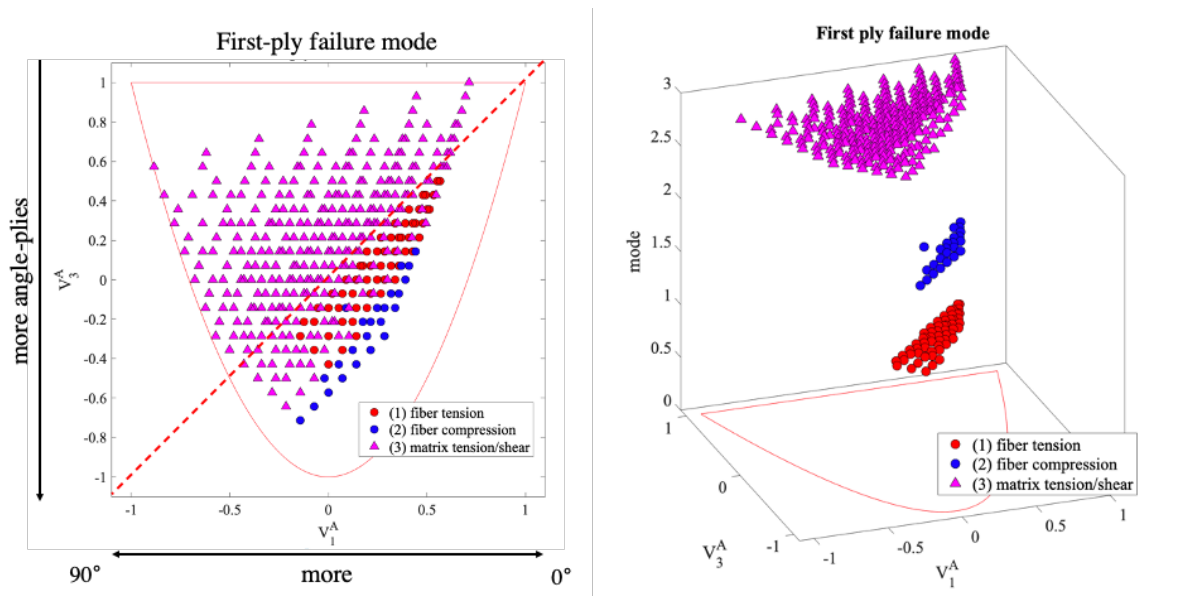 First-ply failure mode
more angle-plies
1
0.8
0.6
0.4
0.2
0
-0.2
-0.4
-0.6
-0.8
-1
V₃ᴬ
(1) fiber tension
(2) fiber compression
(3) matrix tension/shear
-1 -0.5 0 0.5 1
V₁ᴬ
90° more 0°
First ply failure mode
3
2.5
2
1.5
1
0.5
0
mode
1
0
-1
V₃ᴬ
(1) fiber tension
(2) fiber compression
(3) matrix tension/shear
-1 -0.5 0 0.5 1
V₁ᴬ